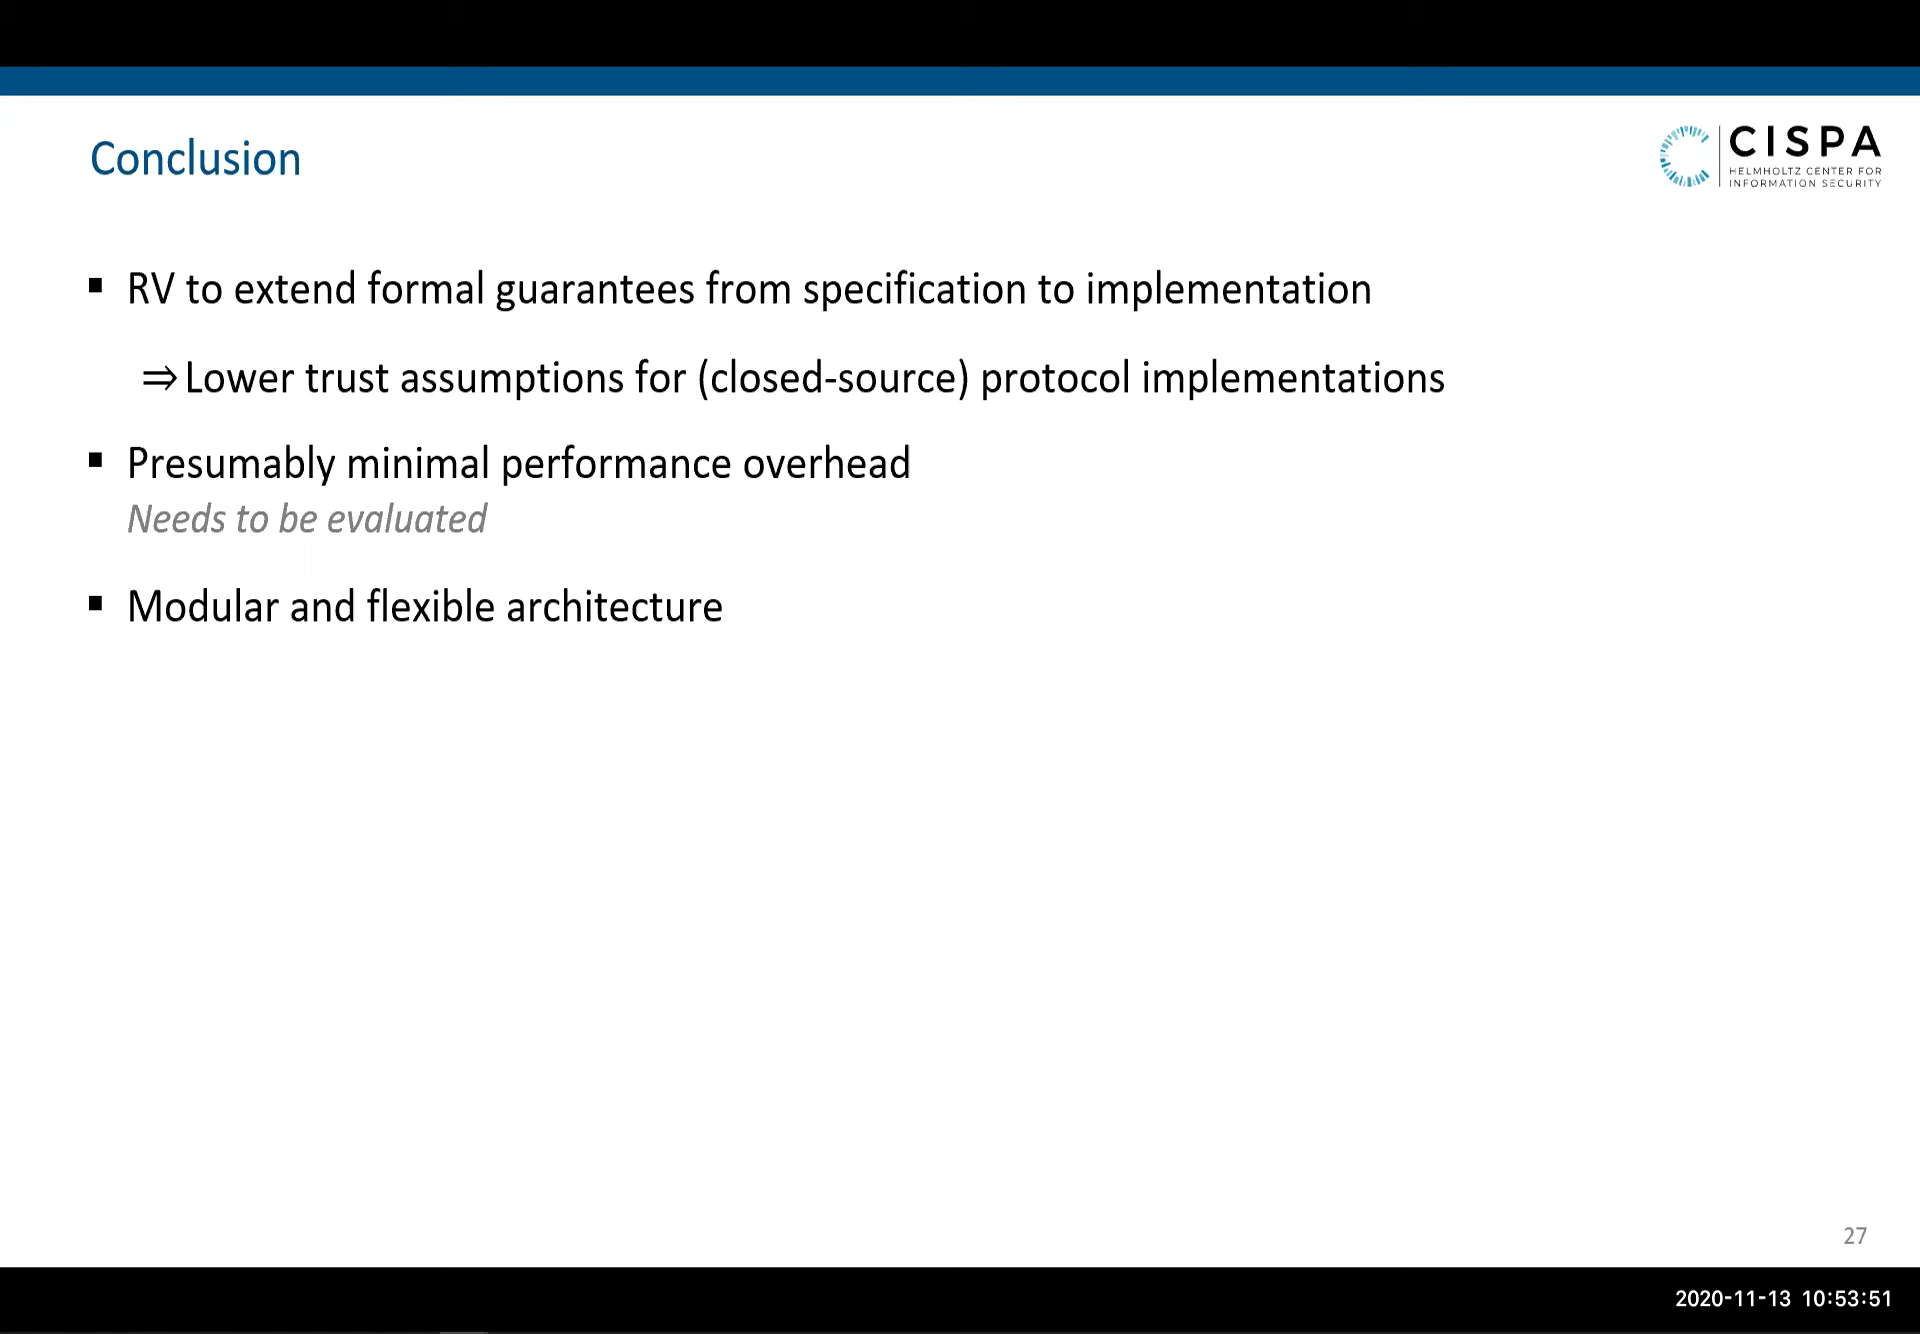 Conclusion
CISPA
HELMHOLTZ CENTER FOR
INFORMATION SECURITY
▪ RV to extend formal guarantees from specification to implementation
⇒ Lower trust assumptions for (closed-source) protocol implementations
▪ Presumably minimal performance overhead
Needs to be evaluated
▪ Modular and flexible architecture
27
2020-11-13 10:53:51